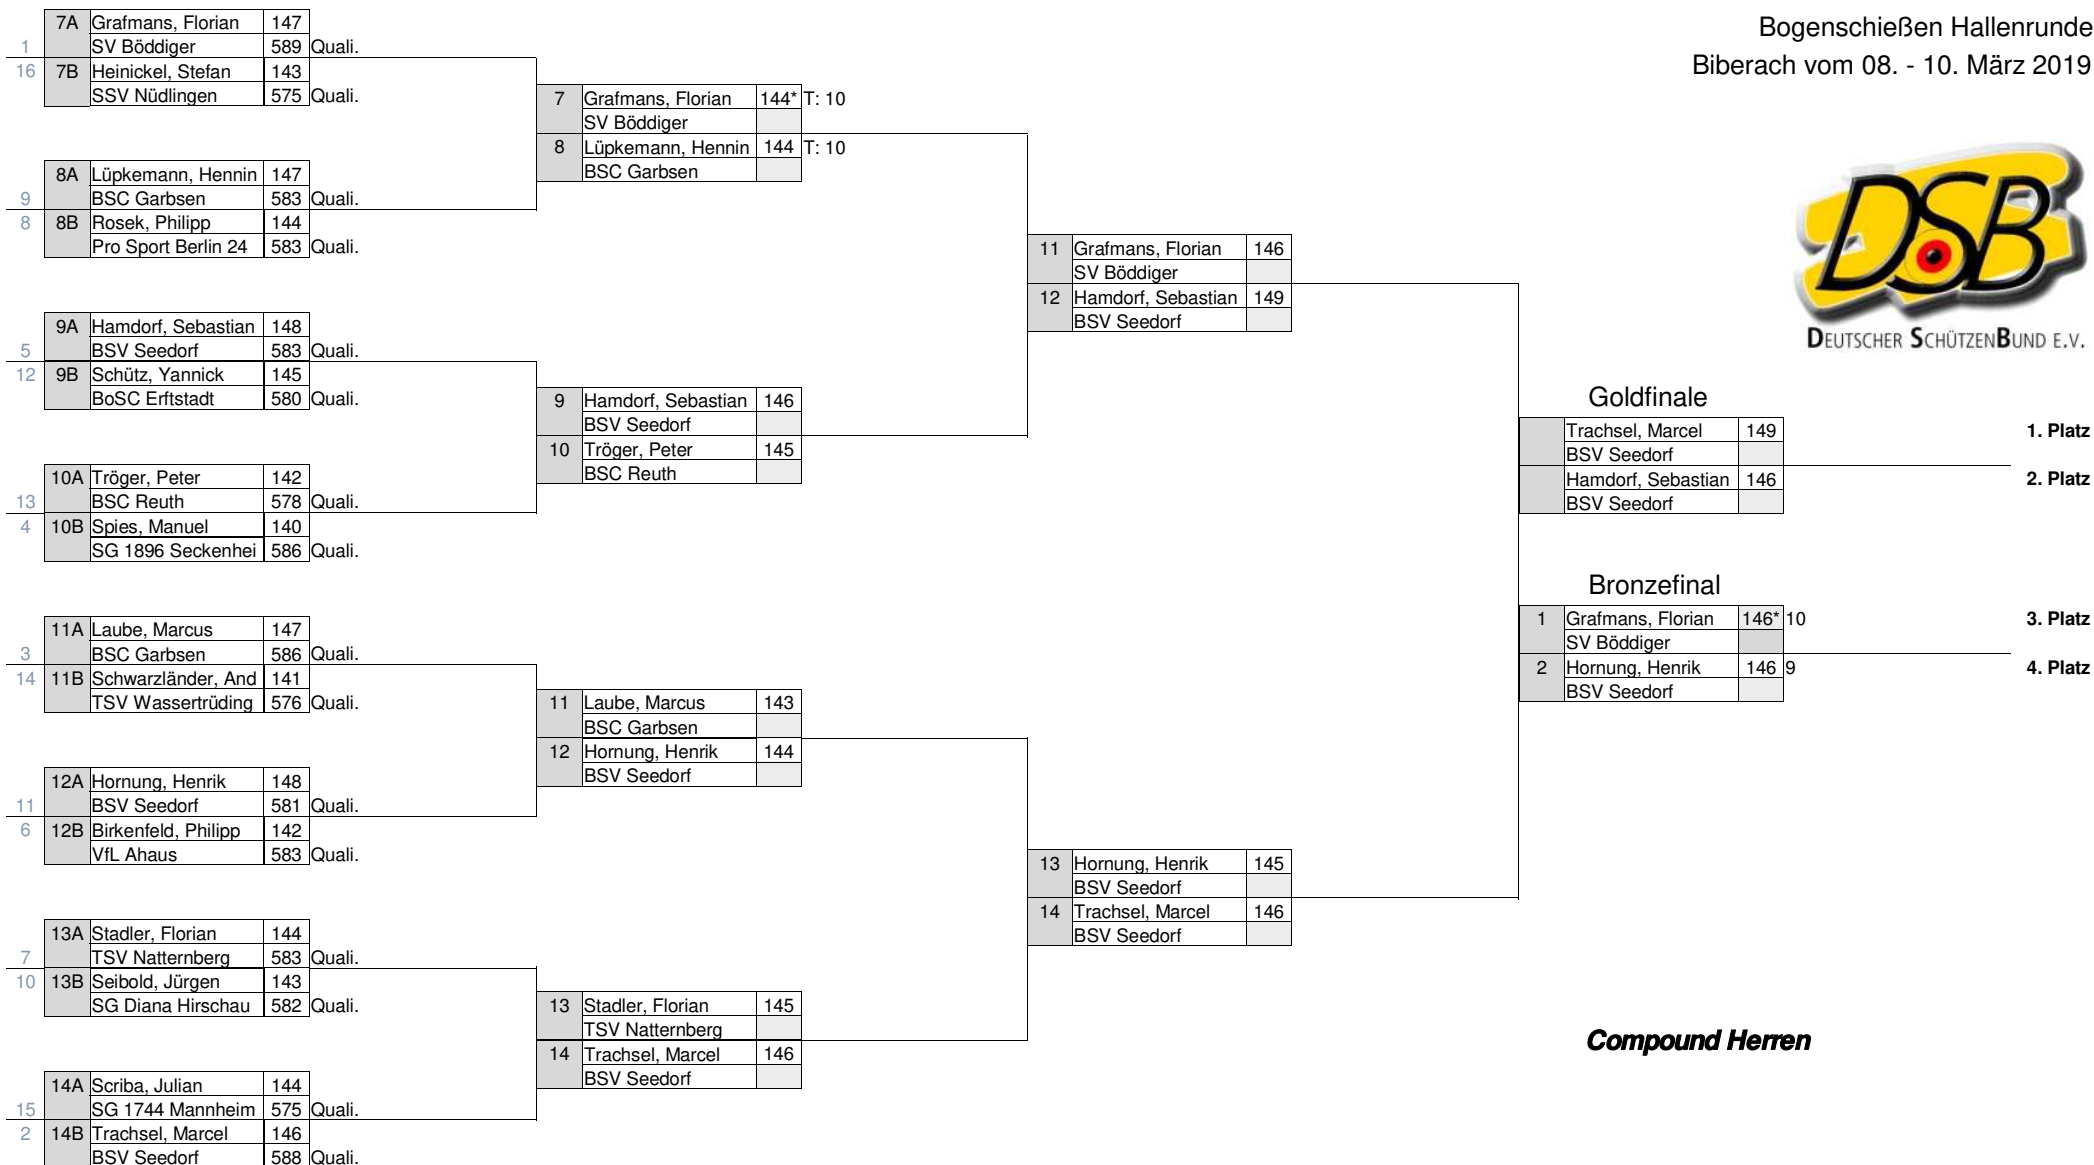 Bogenschießen Hallenrunde
Biberach vom 08. - 10. März 2019
DSB
DEUTSCHER SCHÜTZENBUND E.V.
7A Grafmans, Florian 147
1 SV Böddiger 589 Quali.
16 7B Heinickel, Stefan 143
SSV Nüdlingen 575 Quali.
8A Lüpkemann, Hennin 147
9 BSC Garbsen 583 Quali.
8 8B Rosek, Philipp 144
Pro Sport Berlin 24 583 Quali.
9A Hamdorf, Sebastian 148
5 BSV Seedorf 583 Quali.
12 9B Schütz, Yannick 145
BoSC Erftstadt 580 Quali.
10A Tröger, Peter 142
13 BSC Reuth 578 Quali.
4 10B Spies, Manuel 140
SG 1896 Seckenhei 586 Quali.
11A Laube, Marcus 147
3 BSC Garbsen 586 Quali.
14 11B Schwarzländer, And 141
TSV Wassertrüding 576 Quali.
12A Hornung, Henrik 148
11 BSV Seedorf 581 Quali.
6 12B Birkenfeld, Philipp 142
VfL Ahaus 583 Quali.
13A Stadler, Florian 144
7 TSV Natternberg 583 Quali.
10 13B Seibold, Jürgen 143
SG Diana Hirschau 582 Quali.
14A Scriba, Julian 144
15 SG 1744 Mannheim 575 Quali.
2 14B Trachsel, Marcel 146
BSV Seedorf 588 Quali.
7 Grafmans, Florian 144* T: 10
SV Böddiger
8 Lüpkemann, Hennin 144 T: 10
BSC Garbsen
9 Hamdorf, Sebastian 146
BSV Seedorf
10 Tröger, Peter 145
BSC Reuth
11 Laube, Marcus 143
BSC Garbsen
12 Hornung, Henrik 144
BSV Seedorf
13 Stadler, Florian 145
TSV Natternberg
14 Trachsel, Marcel 146
BSV Seedorf
11 Grafmans, Florian 146
SV Böddiger
12 Hamdorf, Sebastian 149
BSV Seedorf
13 Hornung, Henrik 145
BSV Seedorf
14 Trachsel, Marcel 146
BSV Seedorf
Goldfinale
Trachsel, Marcel 149 1. Platz
BSV Seedorf
Hamdorf, Sebastian 146 2. Platz
BSV Seedorf
Bronzefinal
1 Grafmans, Florian 146* 10 3. Platz
SV Böddiger
2 Hornung, Henrik 146 9 4. Platz
BSV Seedorf
Compound Herren